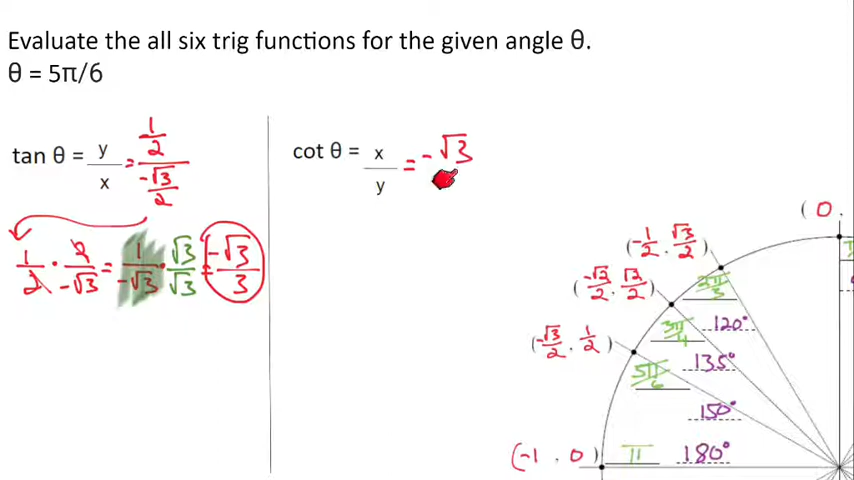 Evaluate the all six trig functions for the given angle θ.
θ = 5π/6
tan θ = y/x = (1/2)/(-√3/2)
1/2 · 2/-√3 = 1/-√3 · √3/√3 = -√3/3
cot θ = x/y = -√3
( 0.
(-1/2 . √3/2)
(-√2/2 . √2/2)
(-√3/2 . 1/2)
(-1 . 0)
2π/3
120°
3π/4
135°
5π/6
150°
π
180°